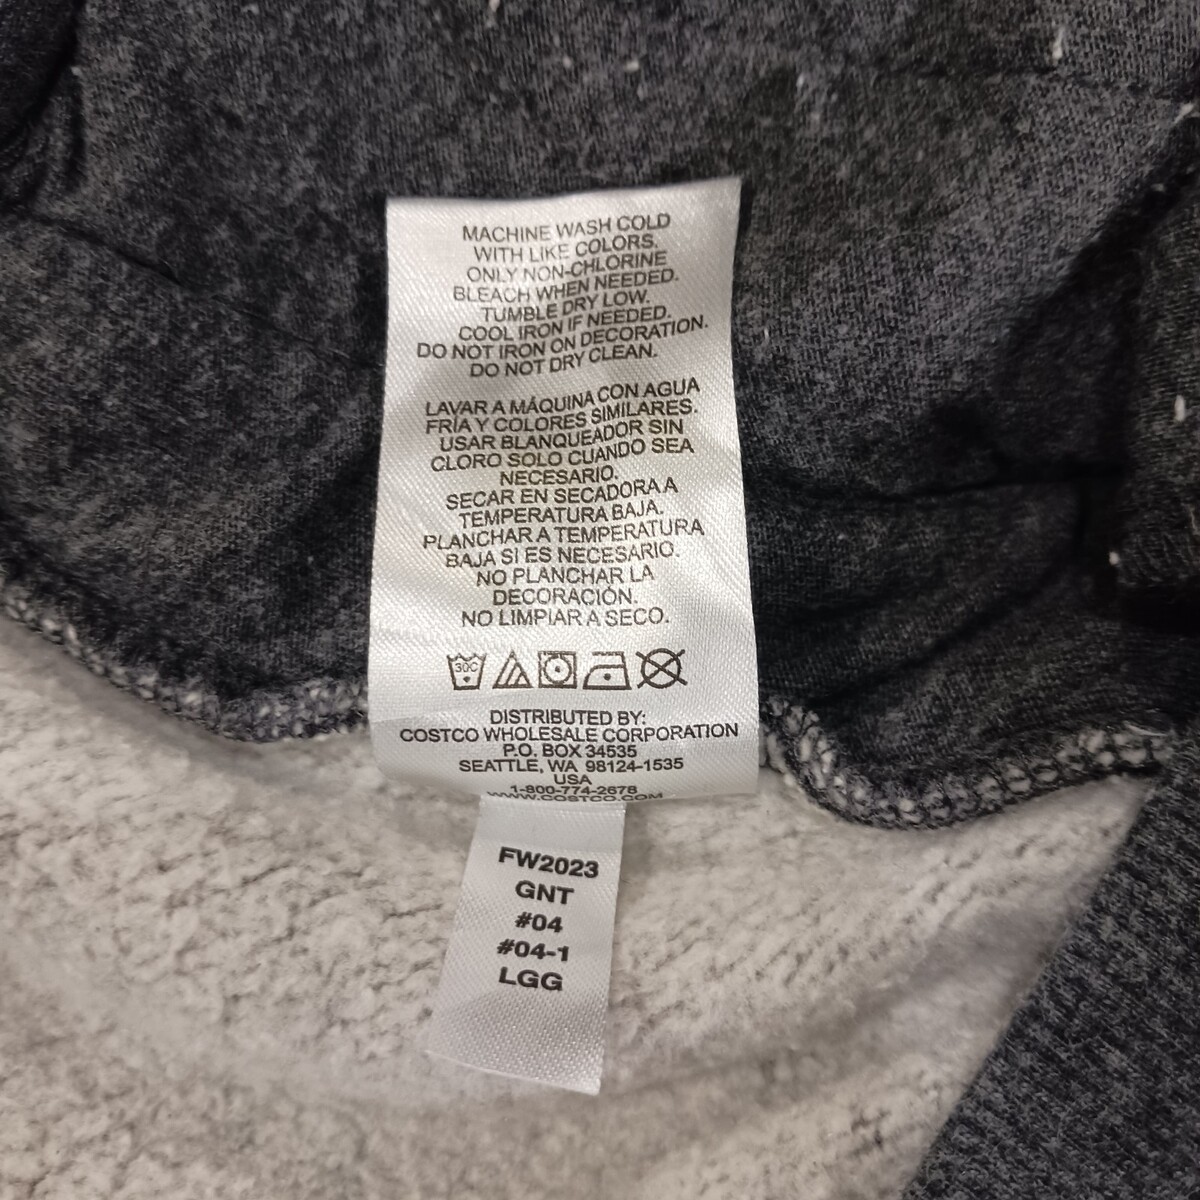 MACHINE WASH COLD
WITH LIKE COLORS.
ONLY NON-CHLORINE
BLEACH WHEN NEEDED.
TUMBLE DRY LOW.
COOL IRON IF NEEDED.
DO NOT IRON ON DECORATION.
DO NOT DRY CLEAN.
LAVAR A MÁQUINA CON AGUA
FRÍA Y COLORES SIMILARES.
USAR BLANQUEADOR SIN
CLORO SOLO CUANDO SEA
NECESARIO.
SECAR EN SECADORA A
TEMPERATURA BAJA.
PLANCHAR A TEMPERATURA
BAJA SI ES NECESARIO.
NO PLANCHAR LA
DECORACIÓN.
NO LIMPIAR A SECO.
30C
DISTRIBUTED BY:
COSTCO WHOLESALE CORPORATION
P.O. BOX 34535
SEATTLE, WA 98124-1535
USA
1-800-774-2678
WWW.COSTCO.COM
FW2023
GNT
#04
#04-1
LGG